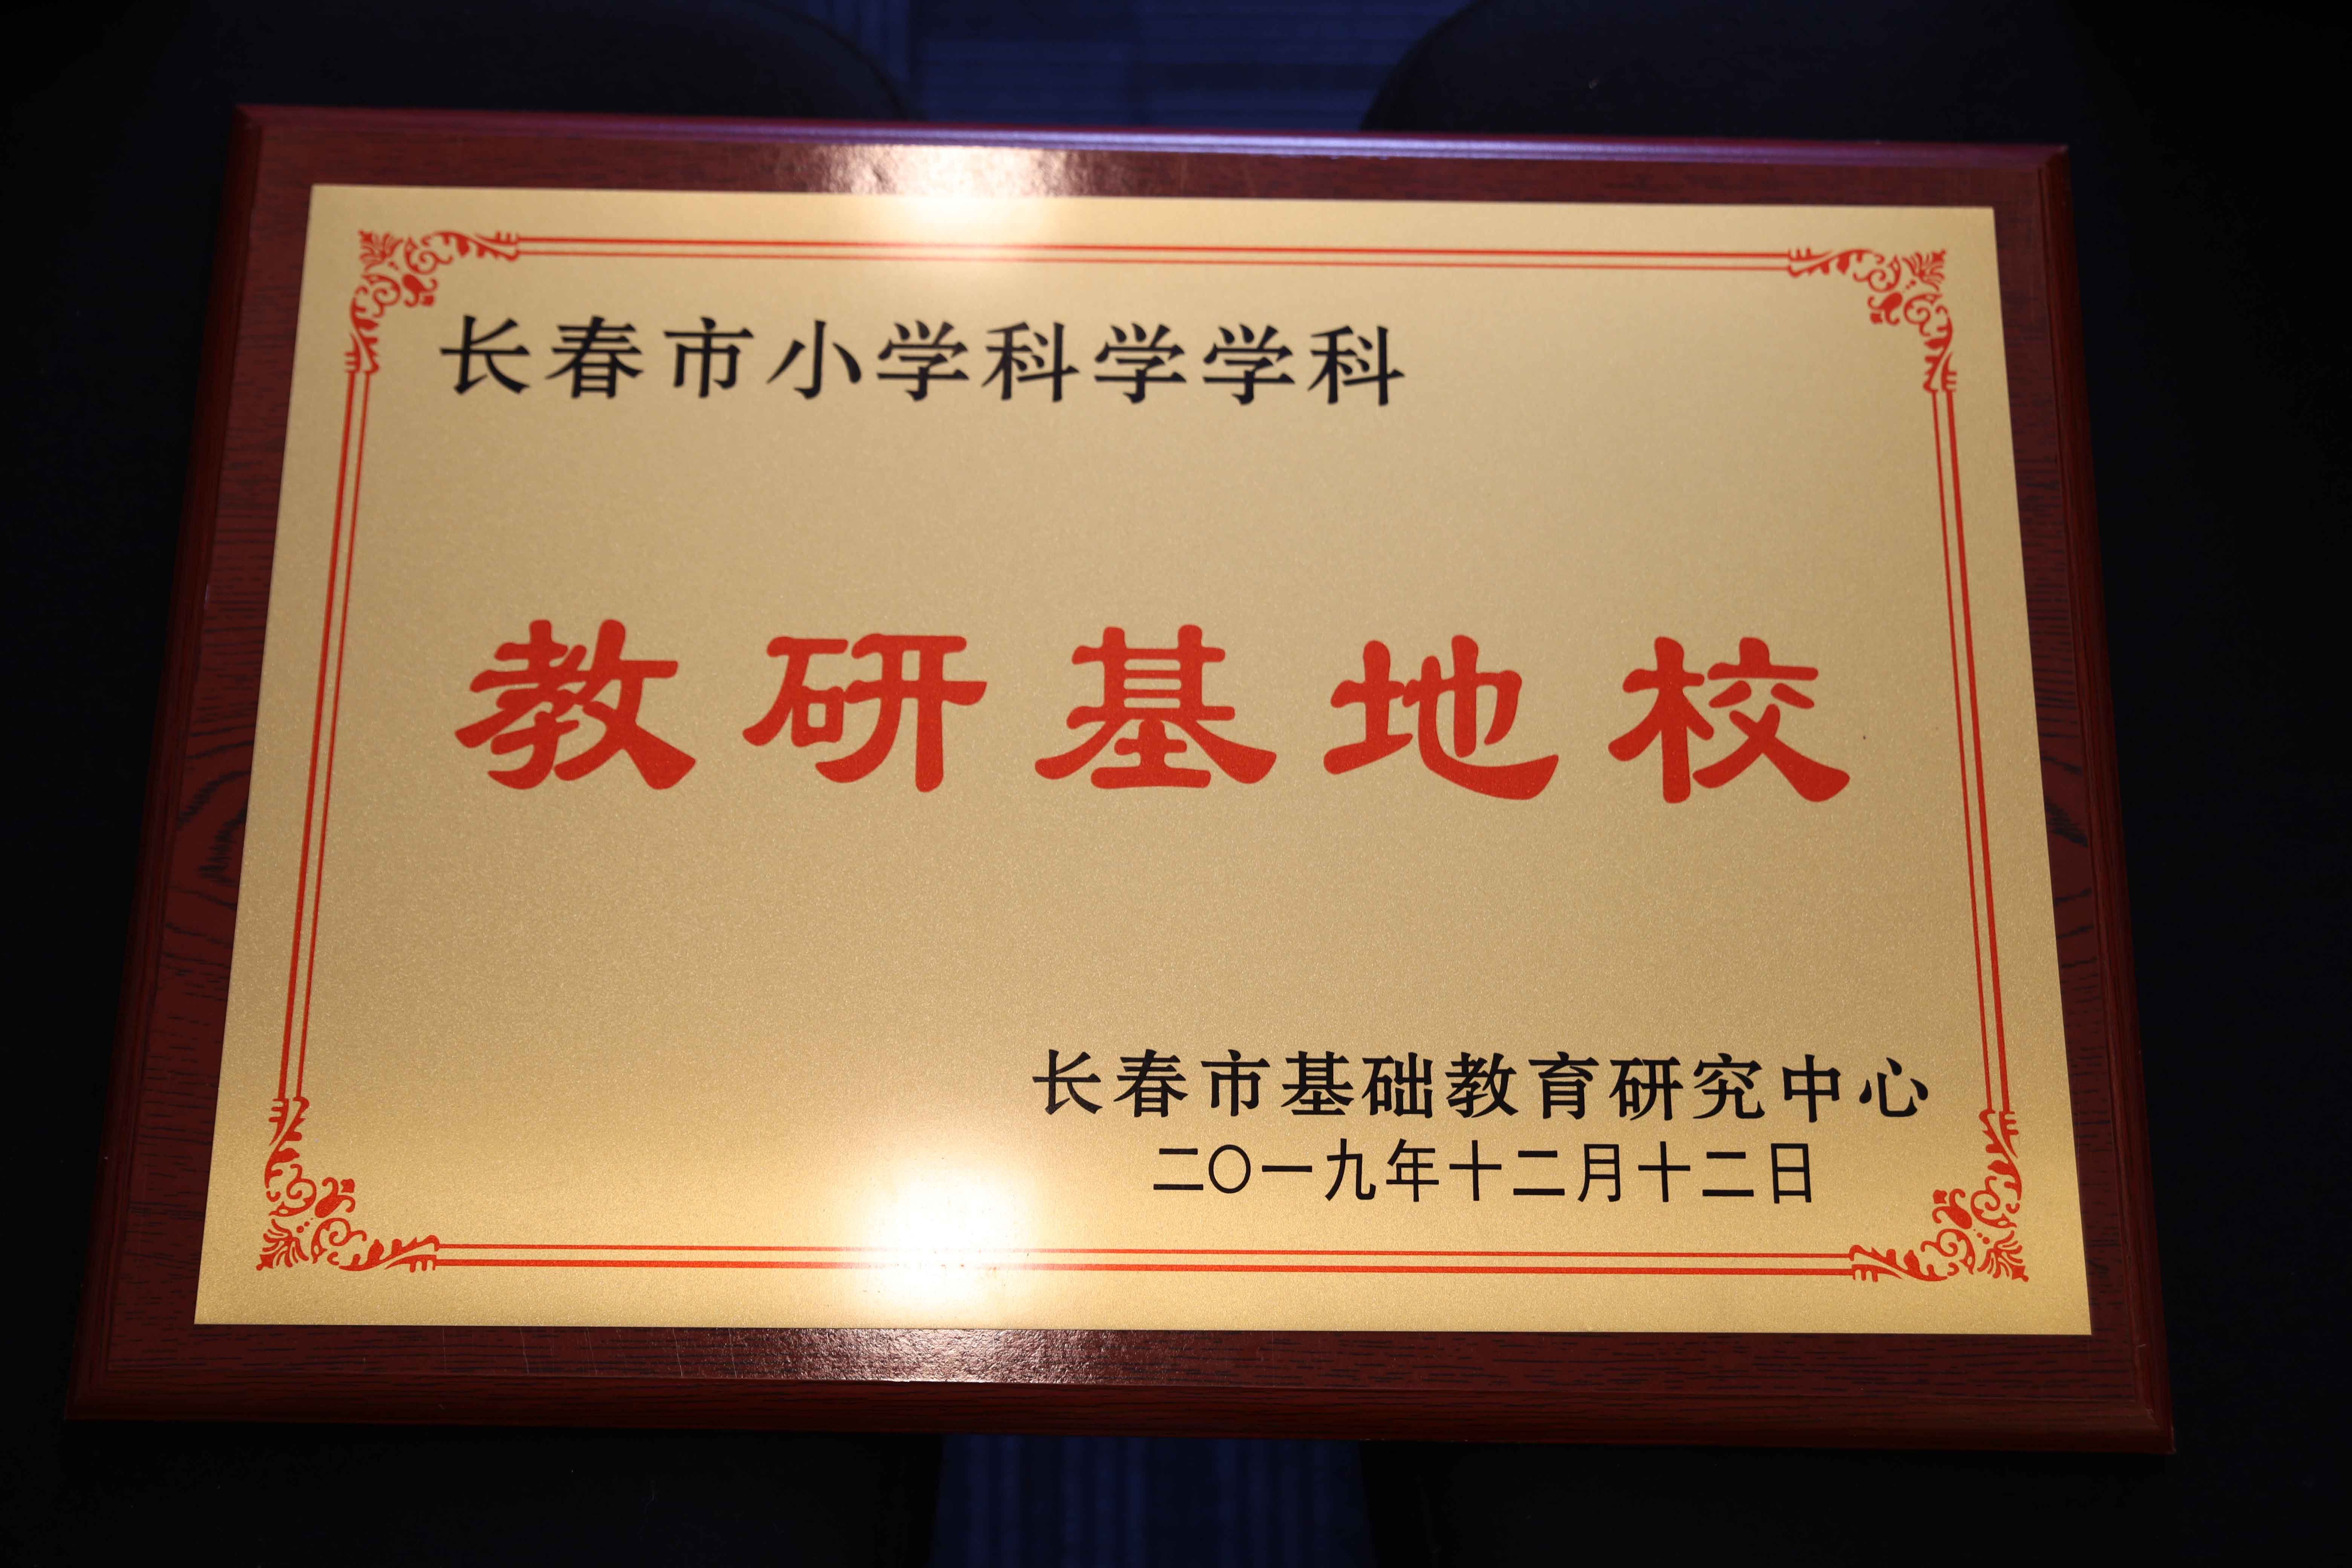 长春市小学科学学科
教研基地校
长春市基础教育研究中心
二〇一九年十二月十二日